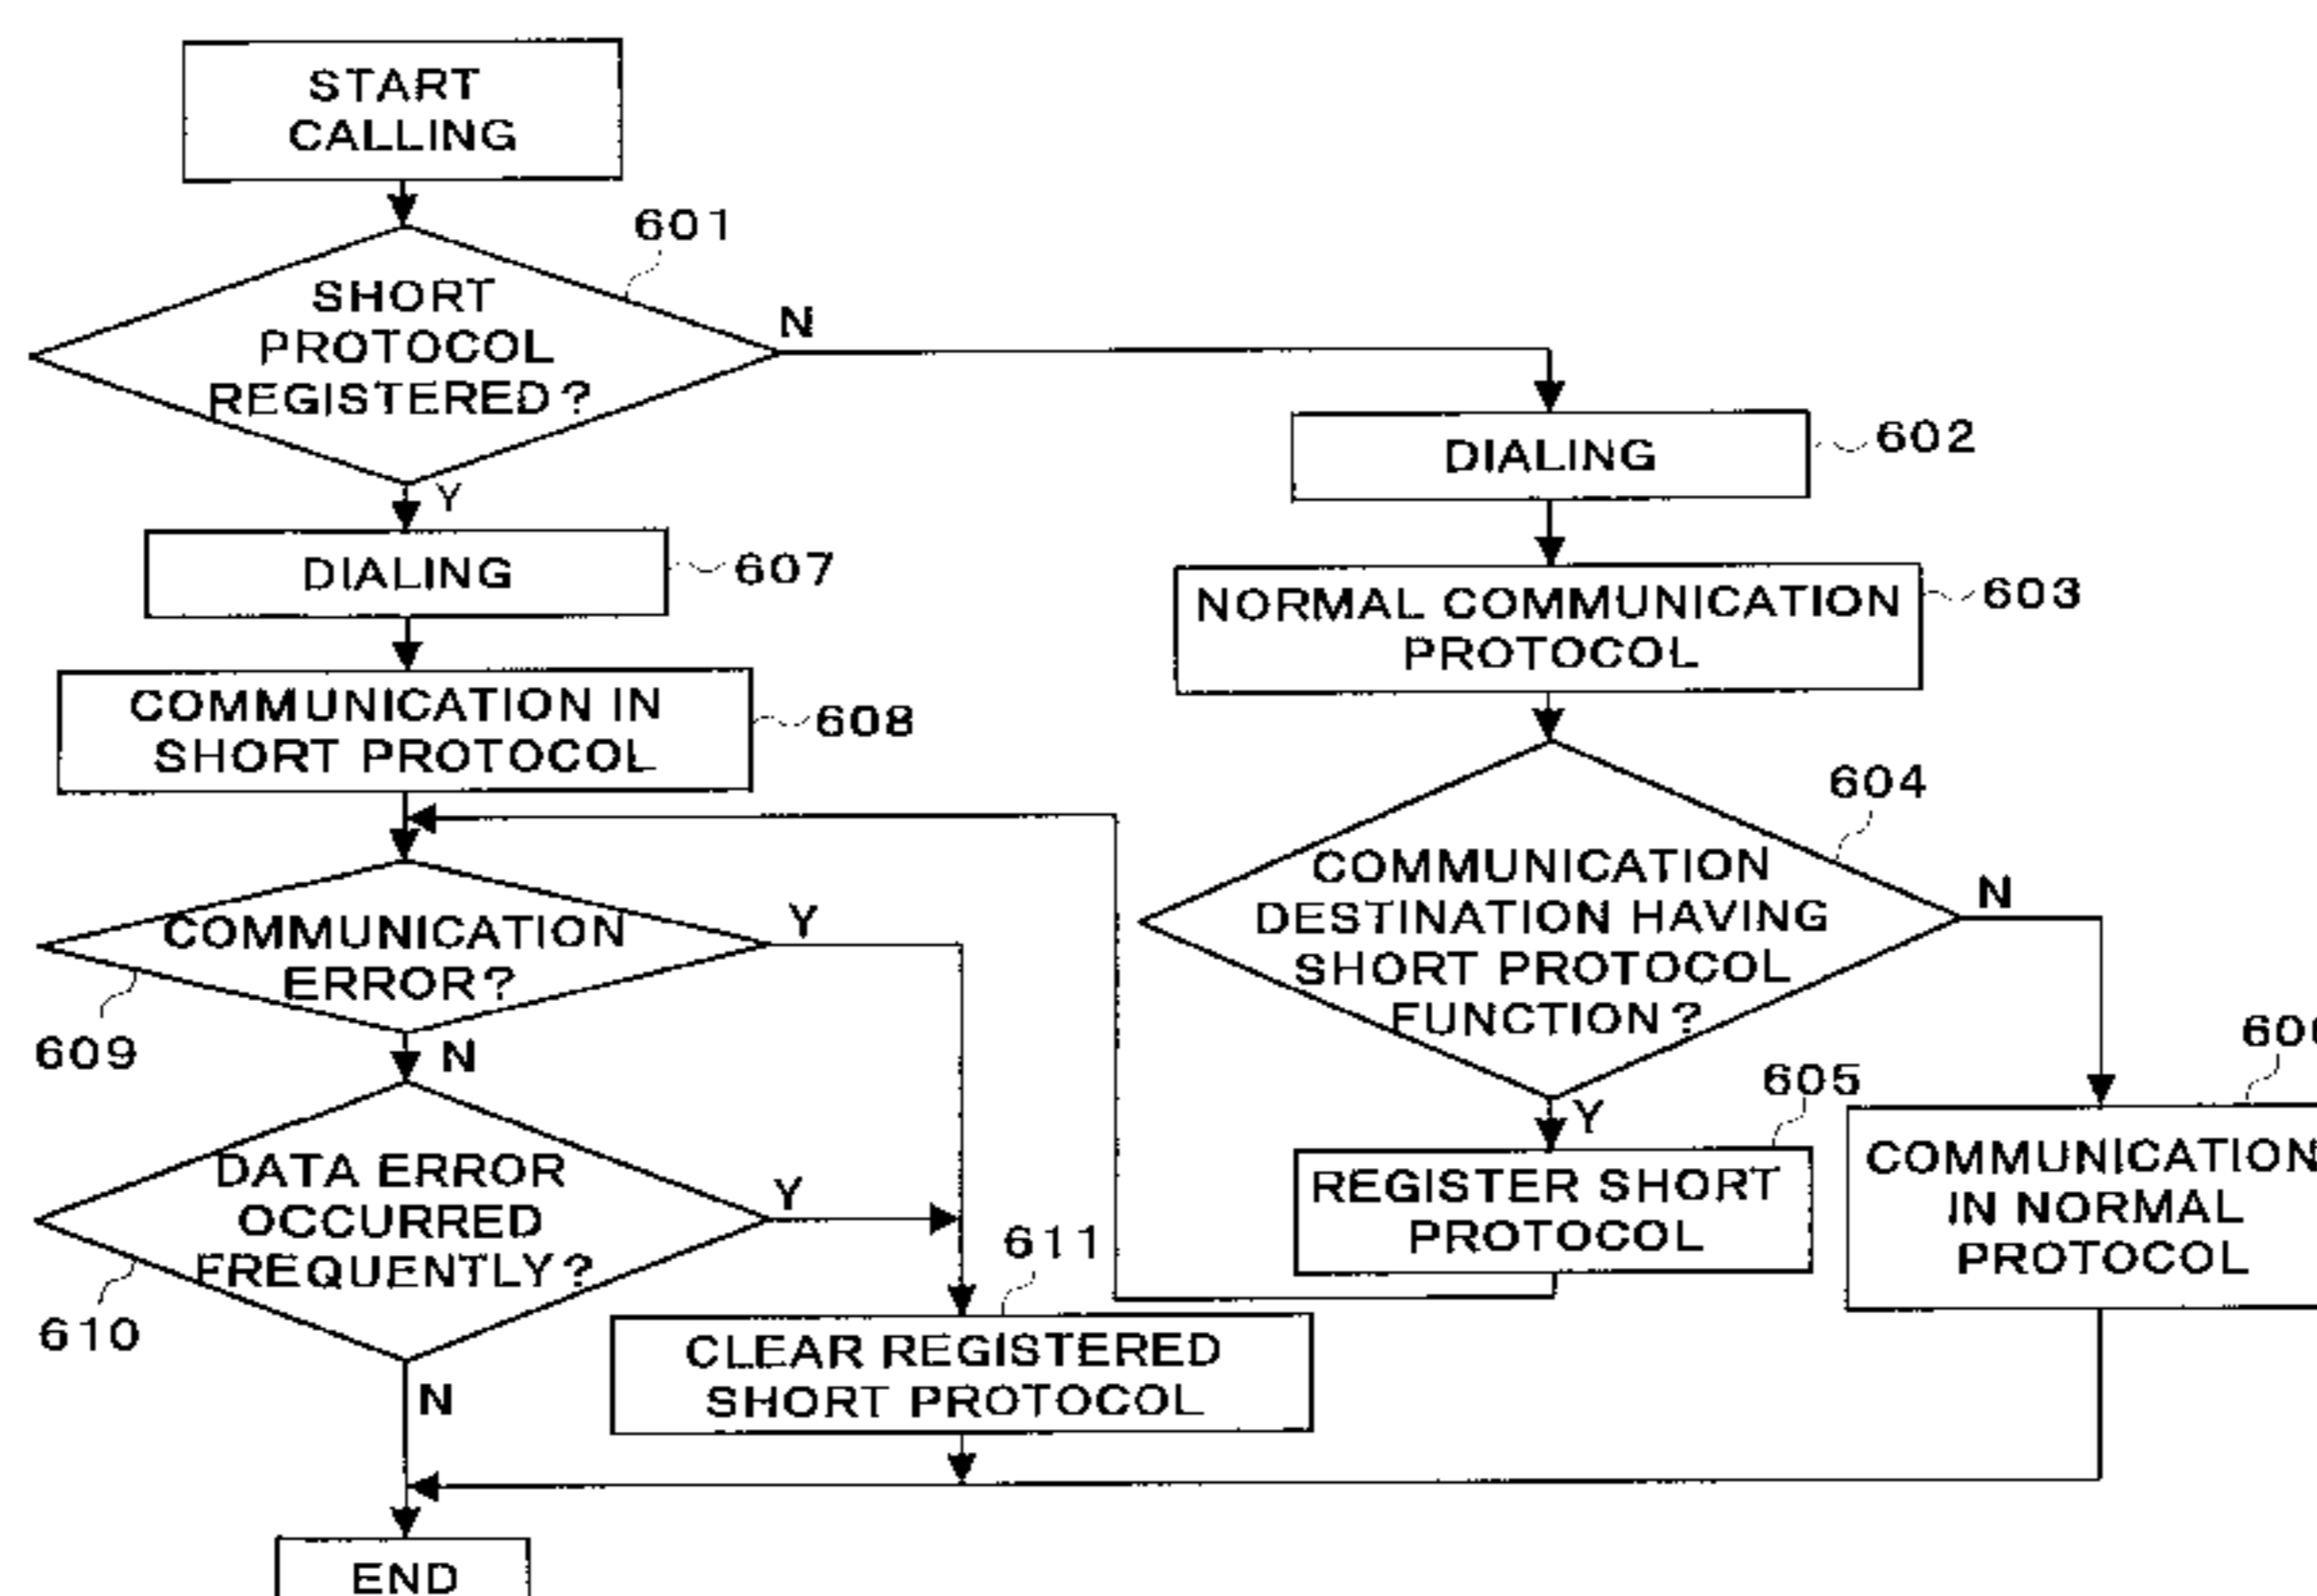 START
CALLING
601
SHORT
PROTOCOL
REGISTERED?
N
Y
DIALING
602
DIALING
607
NORMAL COMMUNICATION
PROTOCOL
603
COMMUNICATION IN
SHORT PROTOCOL
608
604
COMMUNICATION
DESTINATION HAVING
SHORT PROTOCOL
FUNCTION?
N
Y
COMMUNICATION
ERROR?
Y
609
N
605
REGISTER SHORT
PROTOCOL
COMMUNICATION
IN NORMAL
PROTOCOL
DATA ERROR
OCCURRED
FREQUENTLY?
Y
610
N
611
CLEAR REGISTERED
SHORT PROTOCOL
END